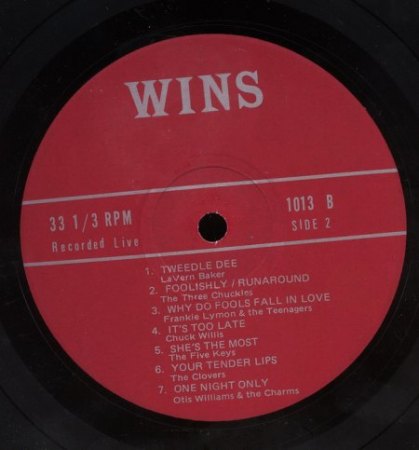 WINS
33 1/3 RPM
Recorded Live
1013 B
SIDE 2
1. TWEEDLE DEE
LaVern Baker
2. FOOLISHLY / RUNAROUND
The Three Chuckles
3. WHY DO FOOLS FALL IN LOVE
Frankie Lymon & the Teenagers
4. IT'S TOO LATE
Chuck Willis
5. SHE'S THE MOST
The Five Keys
6. YOUR TENDER LIPS
The Clovers
7. ONE NIGHT ONLY
Otis Williams & the Charms